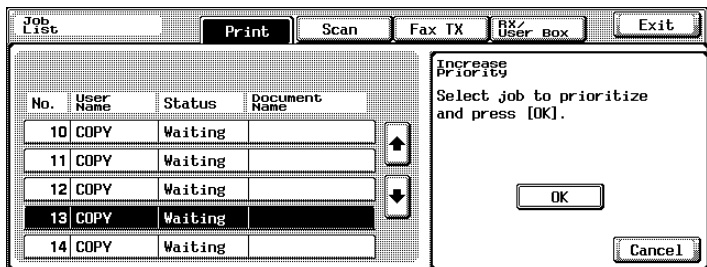 Job List
Print
Scan
Fax TX
RX/ User Box
Exit
No. User Name Status Document Name
10 COPY Waiting
11 COPY Waiting
12 COPY Waiting
13 COPY Waiting
14 COPY Waiting
Increase Priority
Select job to prioritize
and press [OK].
OK
Cancel